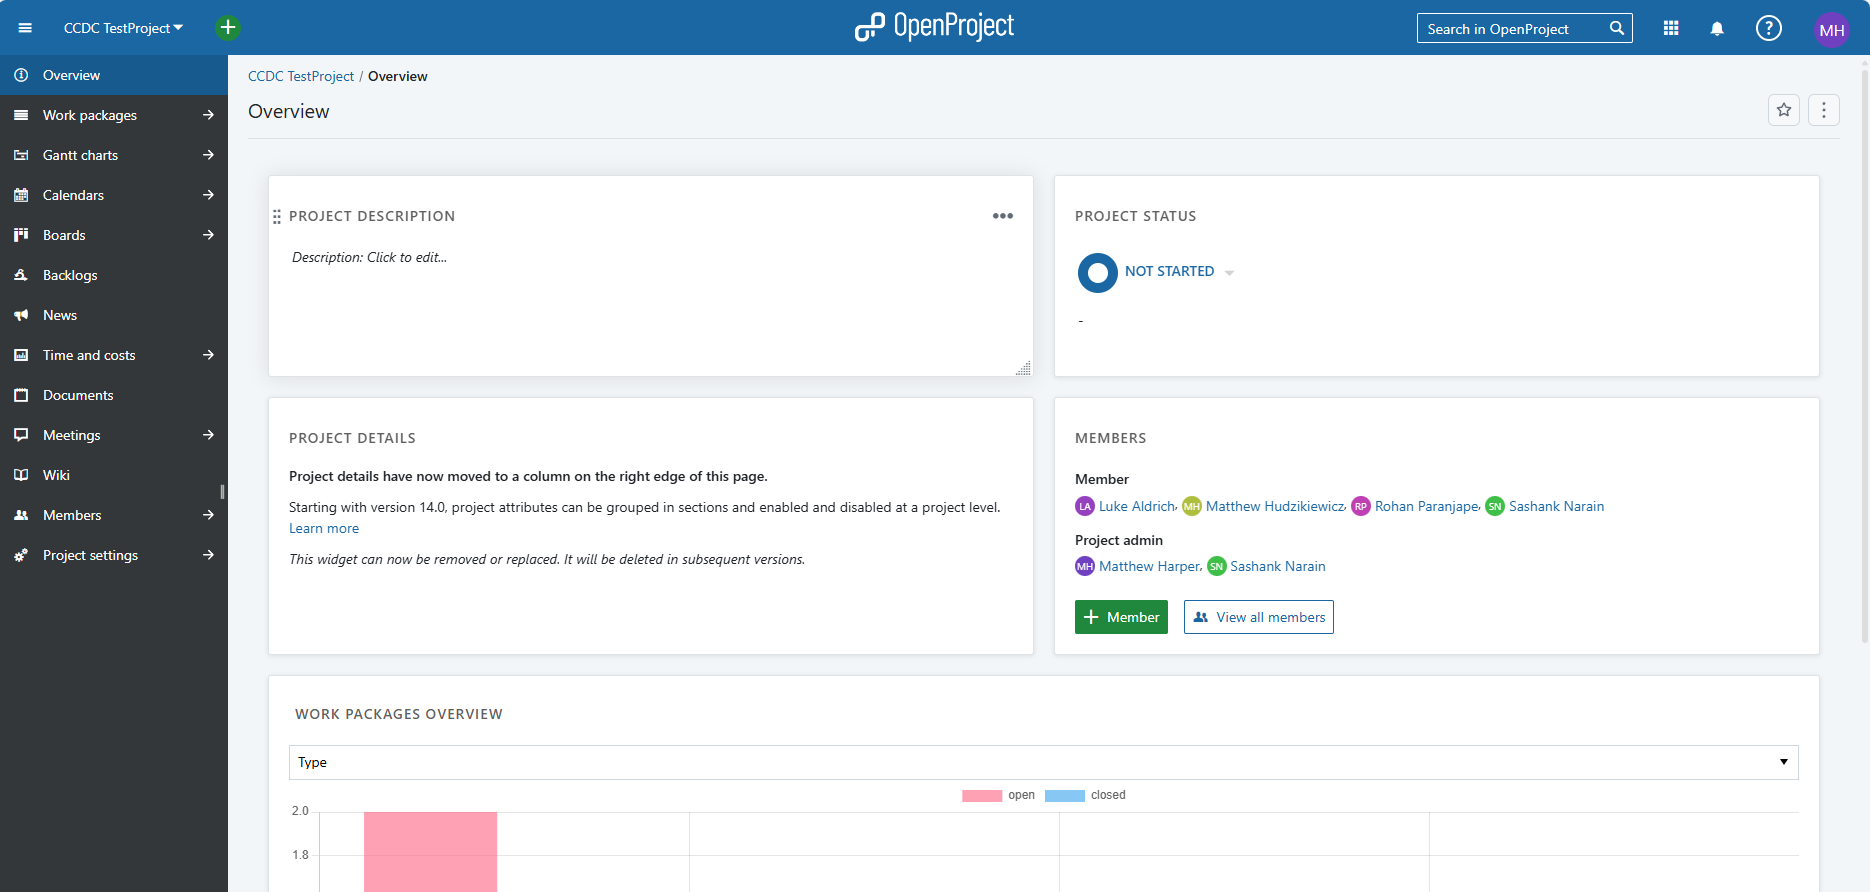 CCDC TestProject
OpenProject
Search in OpenProject
?
MH
Overview
Work packages
Gantt charts
Calendars
Boards
Backlogs
News
Time and costs
Documents
Meetings
Wiki
Members
Project settings
CCDC TestProject / Overview
Overview
PROJECT DESCRIPTION
Description: Click to edit...
PROJECT STATUS
NOT STARTED
-
PROJECT DETAILS
Project details have now moved to a column on the right edge of this page.
Starting with version 14.0, project attributes can be grouped in sections and enabled and disabled at a project level.
Learn more
This widget can now be removed or replaced. It will be deleted in subsequent versions.
MEMBERS
Member
LA Luke Aldrich, MH Matthew Hudzikiewicz, RP Rohan Paranjape, SN Sashank Narain
Project admin
MH Matthew Harper, SN Sashank Narain
+ Member
View all members
WORK PACKAGES OVERVIEW
Type
open closed
2.0
1.8